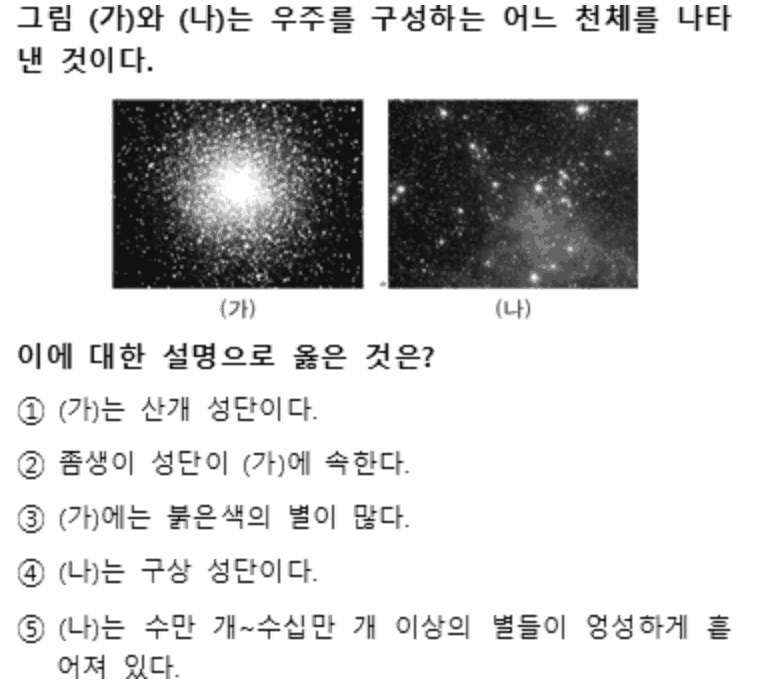 그림 (가)와 (나)는 우주를 구성하는 어느 천체를 나타
낸 것이다.
(가) (나)
이에 대한 설명으로 옳은 것은?
① (가)는 산개 성단이다.
② 좀생이 성단이 (가)에 속한다.
③ (가)에는 붉은색의 별이 많다.
④ (나)는 구상 성단이다.
⑤ (나)는 수만 개~수십만 개 이상의 별들이 엉성하게 흩
어져 있다.